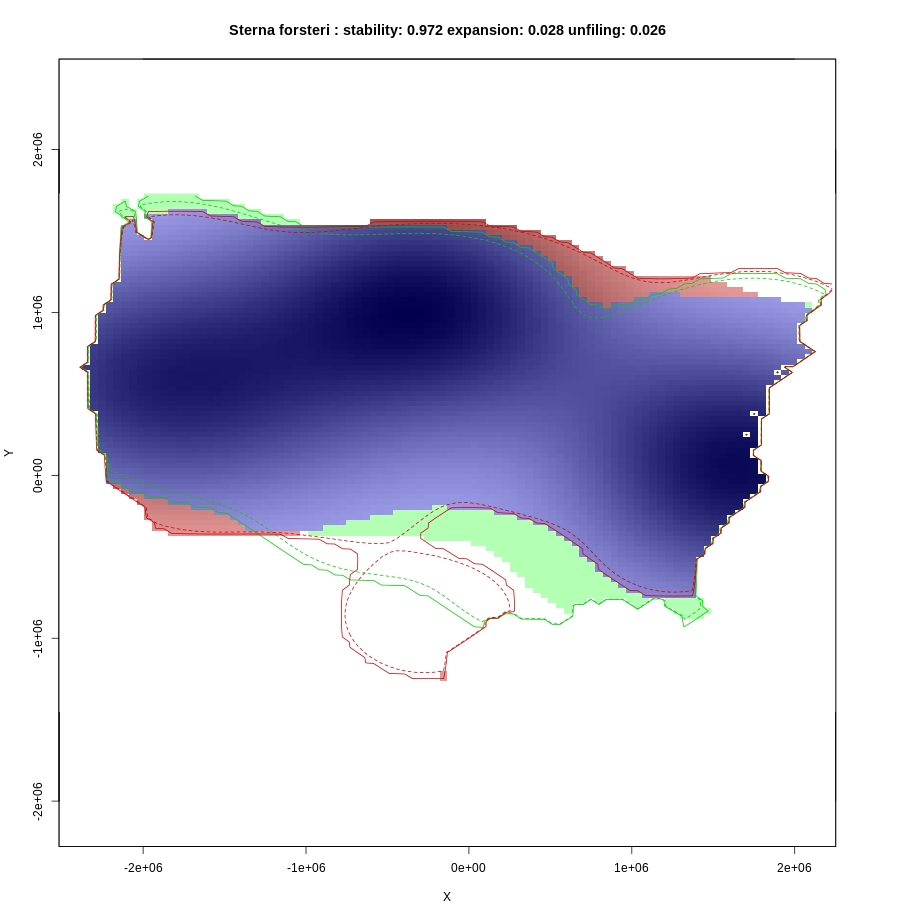 Sterna forsteri : stability: 0.972 expansion: 0.028 unfiling: 0.026
2e+06
1e+06
0e+00
-1e+06
-2e+06
Y
-2e+06 -1e+06 0e+00 1e+06 2e+06
X